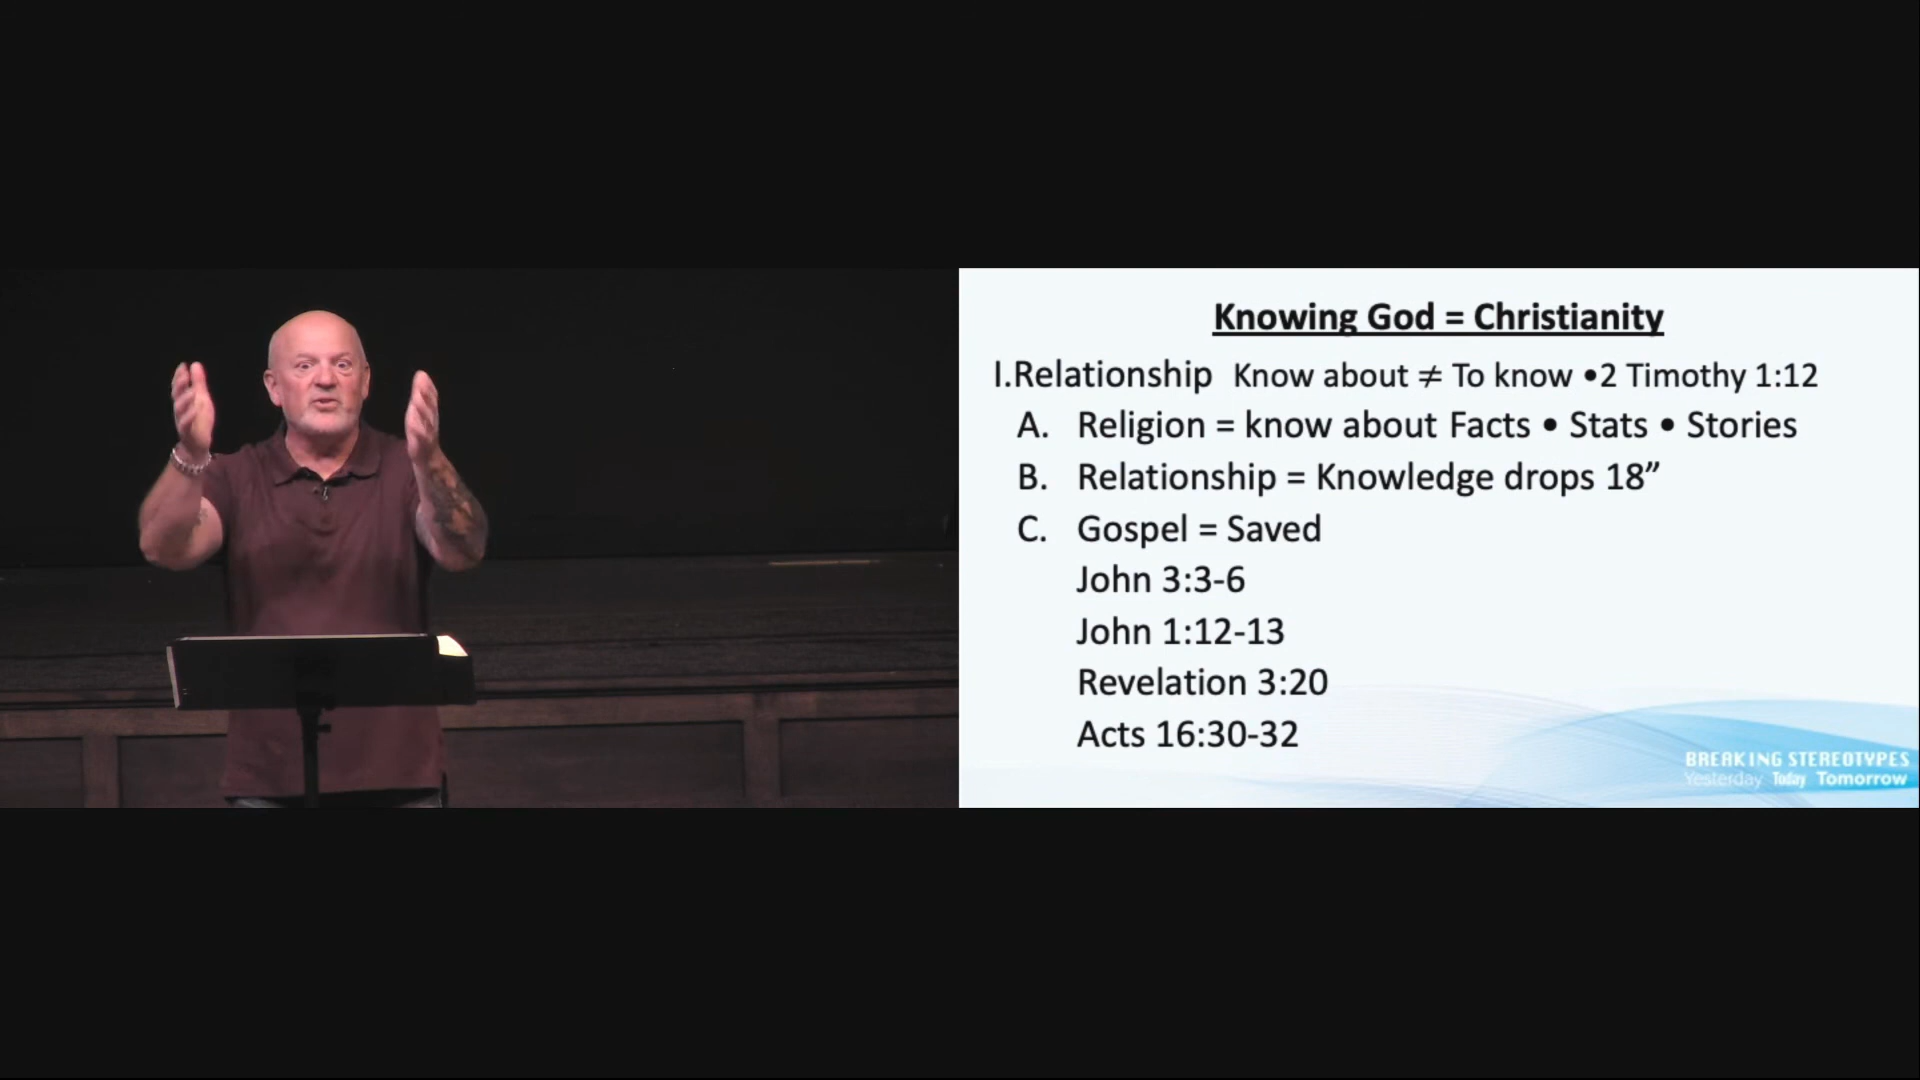 Knowing God = Christianity
I.Relationship Know about ≠ To know •2 Timothy 1:12
A. Religion = know about Facts • Stats • Stories
B. Relationship = Knowledge drops 18”
C. Gospel = Saved
John 3:3-6
John 1:12-13
Revelation 3:20
Acts 16:30-32
BREAKING STEREOTYPES
Yesterday Today Tomorrow